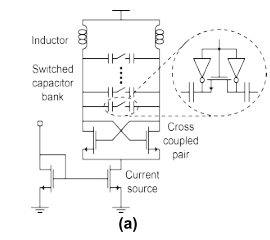 Inductor
Switched
capacitor
bank
Cross
coupled
pair
Current
source
(a)